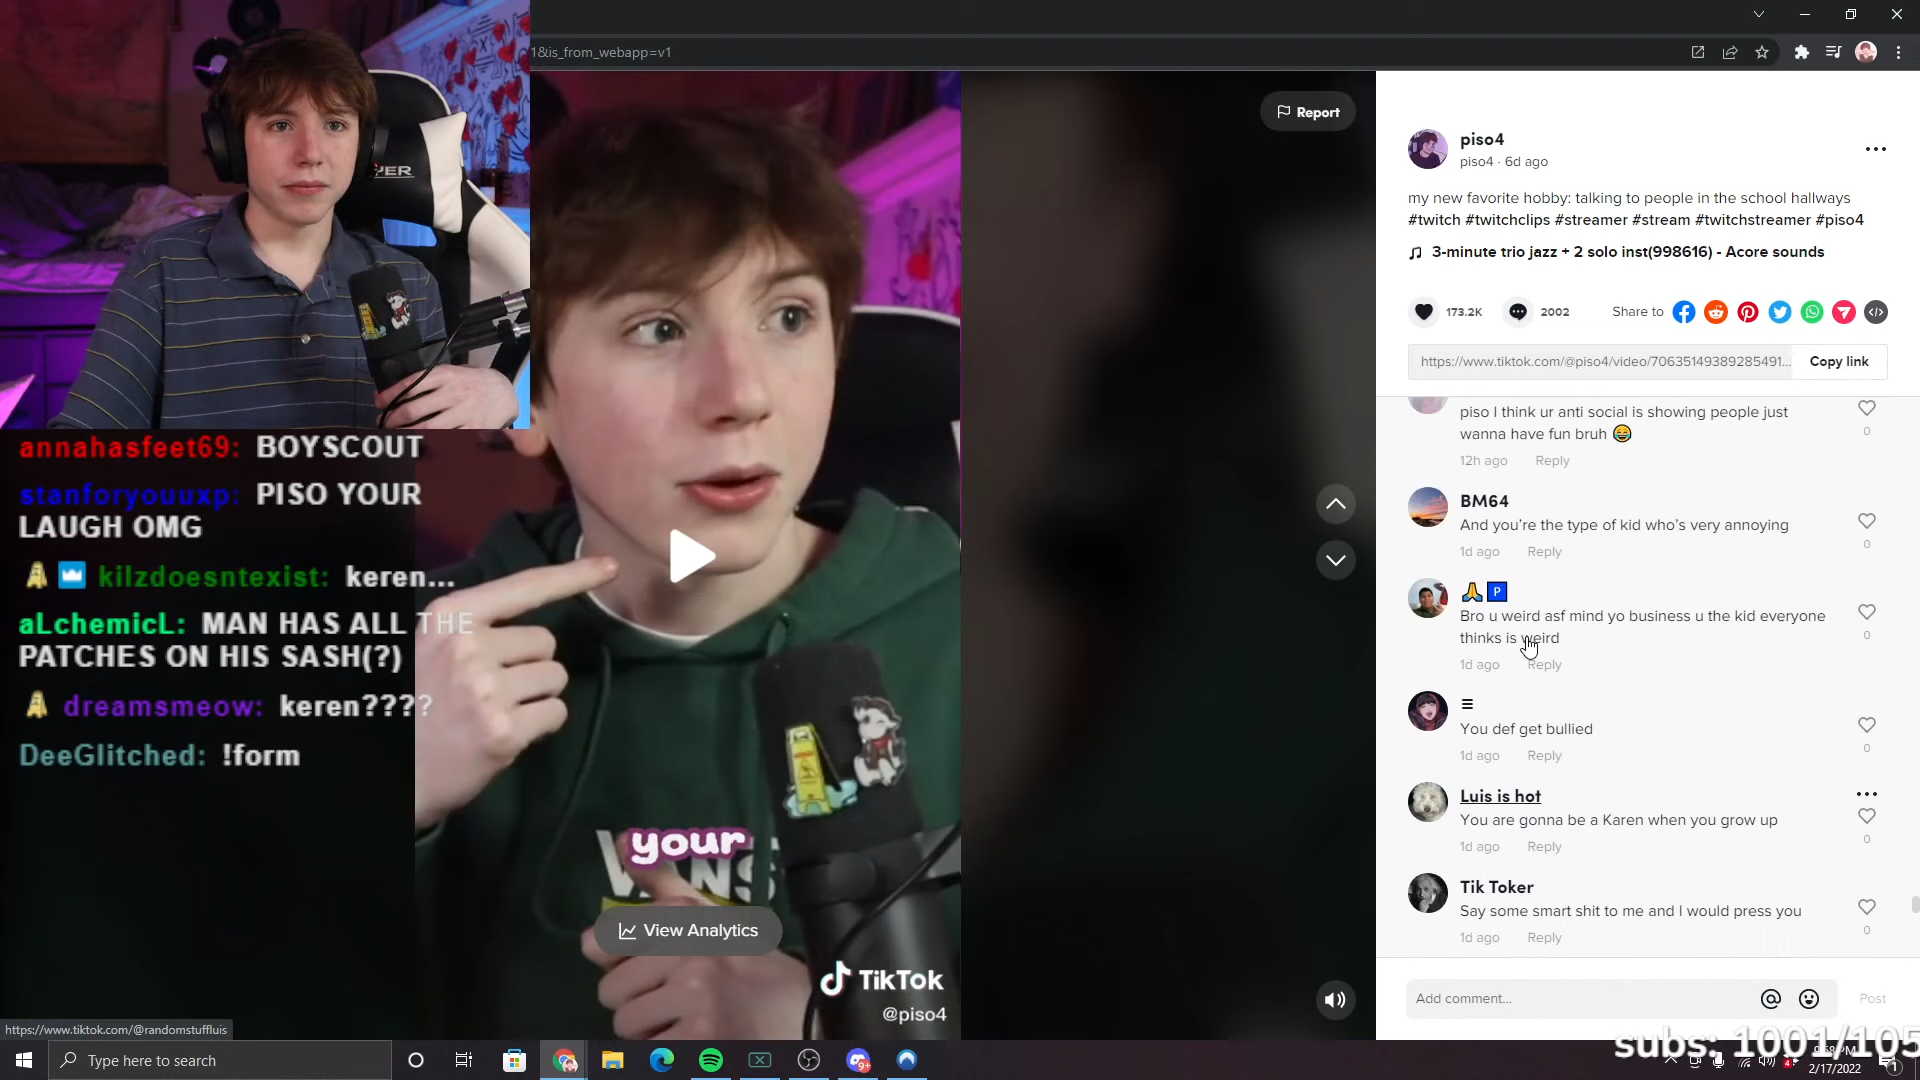 1&is_from_webapp=v1
Report
piso4
piso4 · 6d ago
my new favorite hobby: talking to people in the school hallways
#twitch #twitchclips #streamer #stream #twitchstreamer #piso4
3-minute trio jazz + 2 solo inst(998616) - Acore sounds
173.2K
2002
Share to
https://www.tiktok.com/@piso4/video/70635149389285491...
Copy link
piso I think ur anti social is showing people just
wanna have fun bruh 😂
0
12h ago Reply
BM64
And you're the type of kid who's very annoying
0
1d ago Reply
🙏🅿️
Bro u weird asf mind yo business u the kid everyone
thinks is weird
0
1d ago Reply
You def get bullied
0
1d ago Reply
Luis is hot
You are gonna be a Karen when you grow up
0
1d ago Reply
Tik Toker
Say some smart shit to me and I would press you
0
1d ago Reply
Add comment...
Post
annahasfeet69: BOYSCOUT
stanforyouuxp: PISO YOUR
LAUGH OMG
kilzdoesntexist: keren...
aLchemicL: MAN HAS ALL THE
PATCHES ON HIS SASH(?)
dreamsmeow: keren????
DeeGlitched: !form
your
VANS
View Analytics
TikTok
@piso4
https://www.tiktok.com/@randomstuffluis
Type here to search
9+
subs: 1001/105
2/17/2022